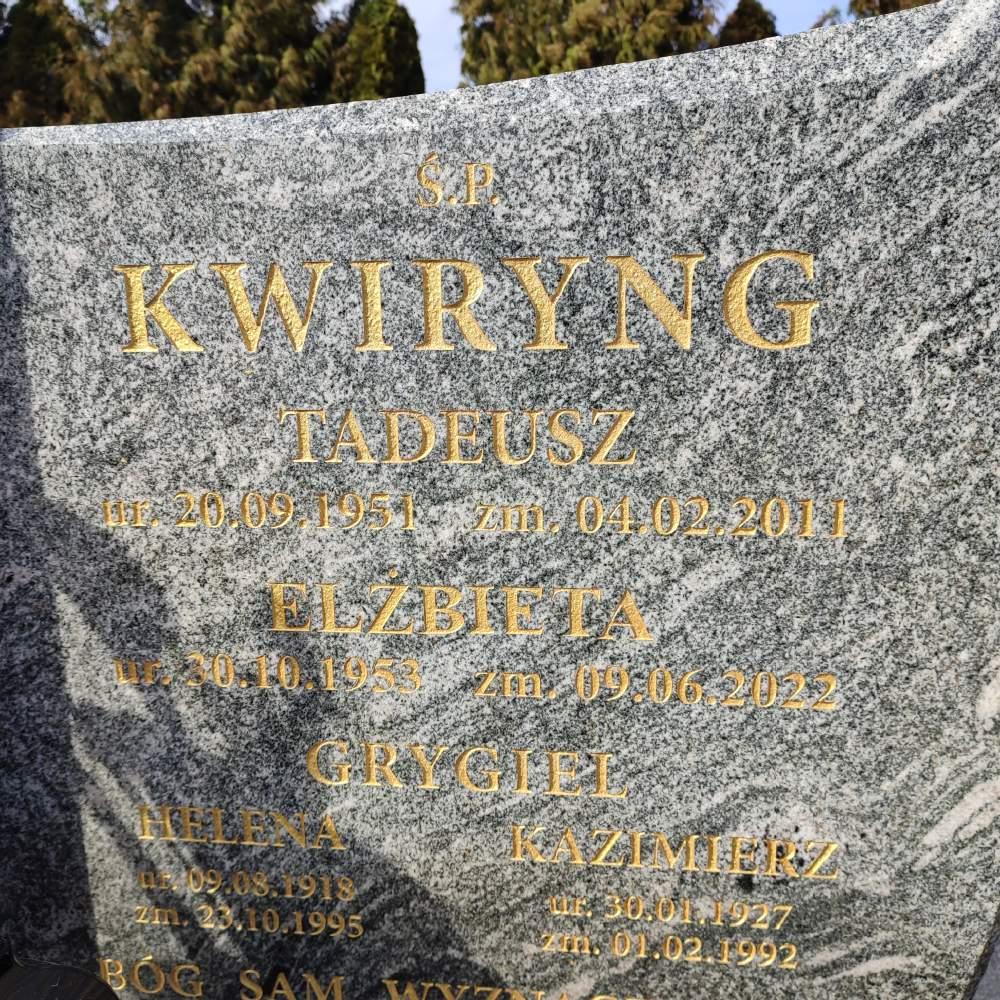 Ś.P.
KWIRYNG
TADEUSZ
ur. 20.09.1951 zm. 04.02.2011
ELŻBIETA
ur. 30.10.1953 zm. 09.06.2022
GRYGIEL
HELENA KAZIMIERZ
ur. 09.08.1918 ur. 30.01.1927
zm. 23.10.1995 zm. 01.02.1992
BÓG SAM